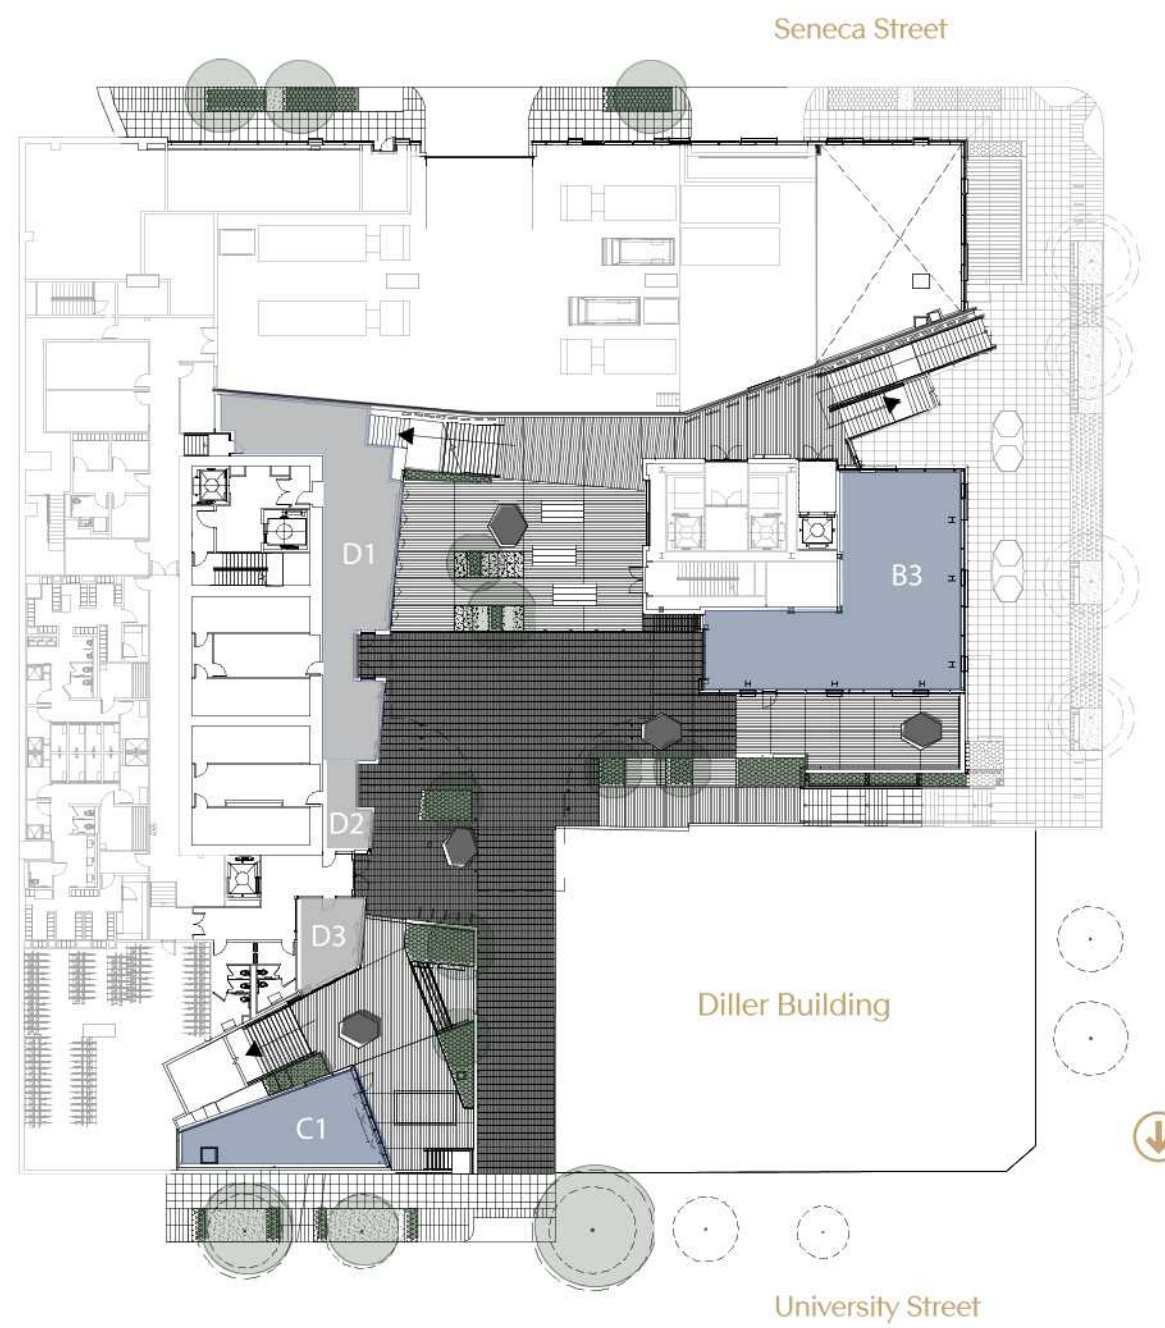 Seneca Street
D1
B3
D2
D3
Diller Building
C1
University Street